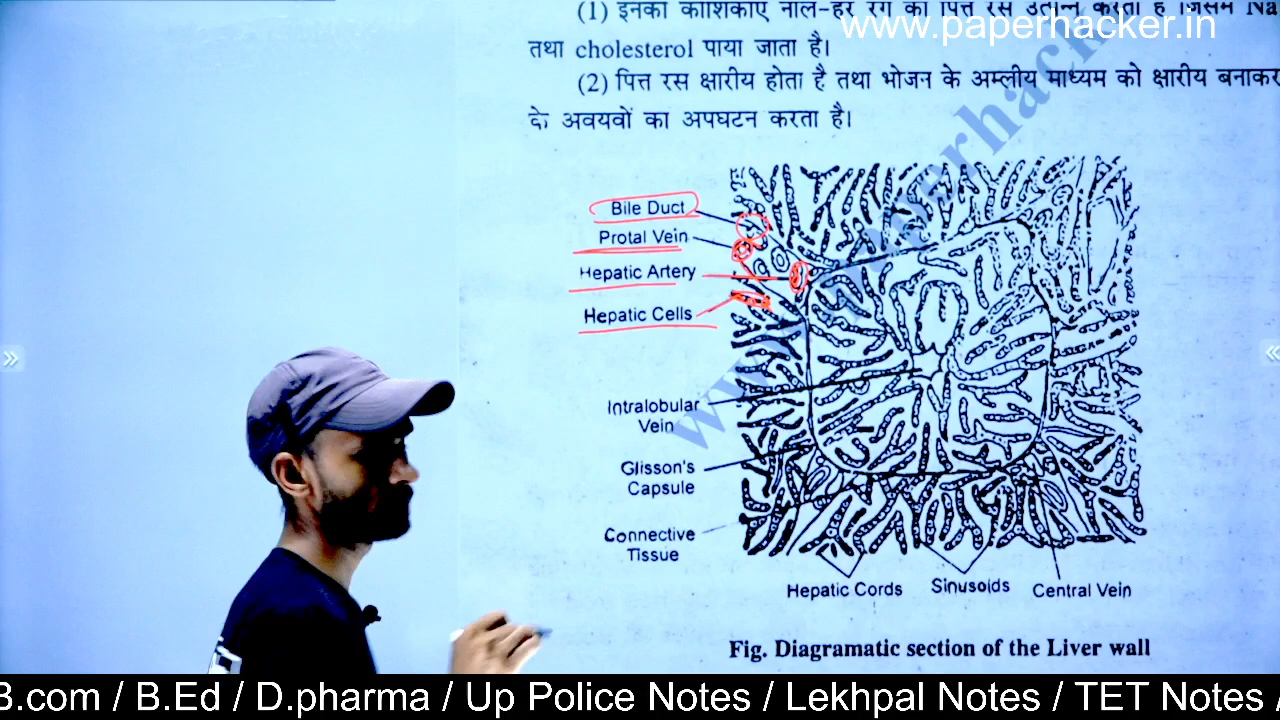 (1) इनकी कोशिकाएँ नीले-हरे रंग का पित्त रस उत्पन्न करती हैं जिसमें Na
www.paperhacker.in
तथा cholesterol पाया जाता है।
(2) पित्त रस क्षारीय होता है तथा भोजन के अम्लीय माध्यम को क्षारीय बनाकर
के अवयवों का अपघटन करता है।
Bile Duct
Protal Vein
Hepatic Artery
Hepatic Cells
Intralobular
Vein
Glisson's
Capsule
Connective
Tissue
Hepatic Cords
Sinusoids
Central Vein
Fig. Diagramatic section of the Liver wall
B.com / B.Ed / D.pharma / Up Police Notes / Lekhpal Notes / TET Notes /